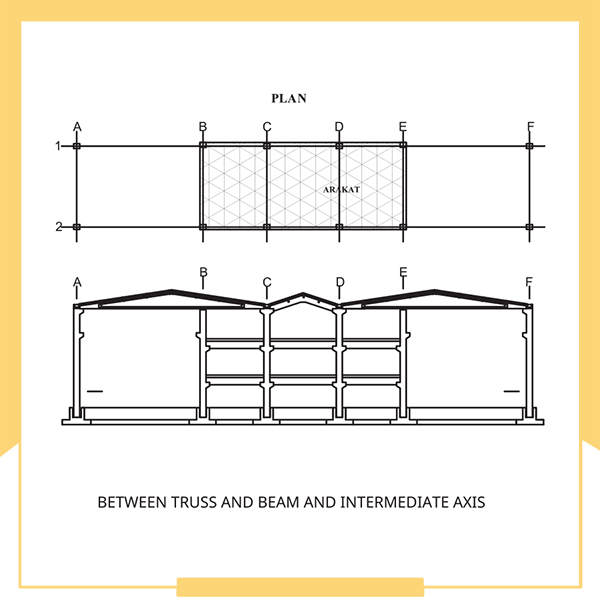 PLAN
A B C D E F
1
ARAKAT
2
A B C D E F
BETWEEN TRUSS AND BEAM AND INTERMEDIATE AXIS